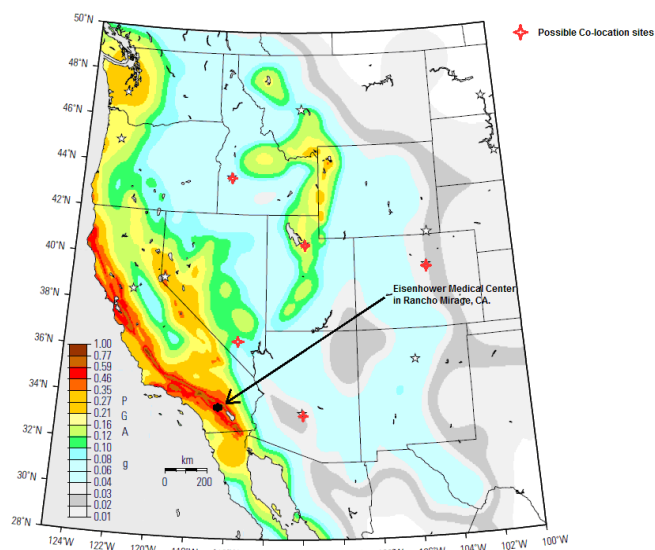 50°N
Possible Co-location sites
48°N
46°N
44°N
42°N
40°N
Eisenhower Medical Center
in Rancho Mirage, CA.
38°N
36°N
1.00
0.77
0.59
0.46
0.35
0.27
0.21
0.16
0.12
0.10
0.08
0.06
0.04
0.03
0.02
0.01
P
G
A
g
34°N
32°N
km
0 200
30°N
28°N
124°W 122°W 120°W 104°W 102°W 100°W